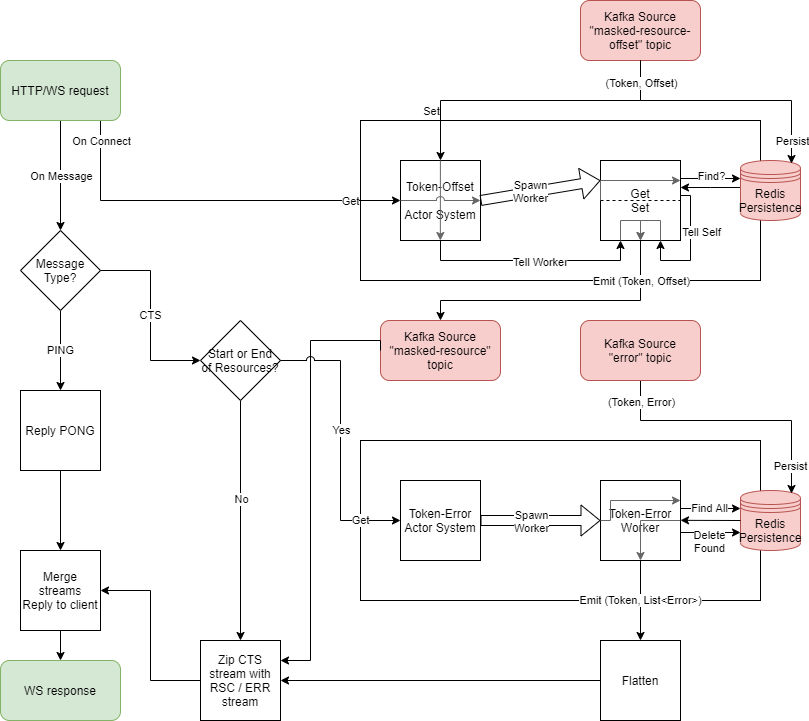 Kafka Source
"masked-resource-
offset" topic
(Token, Offset)
HTTP/WS request
On Connect
On Message
Set
Persist
Get
Token-Offset
Actor System
Spawn
Worker
Get
Set
Find?
Redis
Persistence
Tell Self
Tell Worker
Emit (Token, Offset)
Message
Type?
CTS
PING
Start or End
of Resources?
Kafka Source
"masked-resource"
topic
Kafka Source
"error" topic
(Token, Error)
Reply PONG
Yes
No
Persist
Get
Token-Error
Actor System
Spawn
Worker
Token-Error
Worker
Find All
Delete
Found
Redis
Persistence
Emit (Token, List<Error>)
Merge
streams
Reply to client
Zip CTS
stream with
RSC / ERR
stream
Flatten
WS response